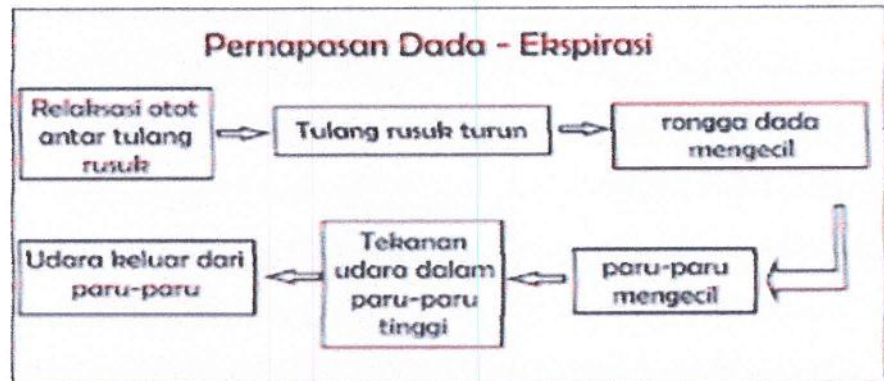 Pernapasan Dada - Ekspirasi
Relaksasi otot
antar tulang
rusuk
Tulang rusuk turun
rongga dada
mengecil
paru-paru
mengecil
Tekanan
udara dalam
paru-paru
tinggi
Udara keluar dari
paru-paru